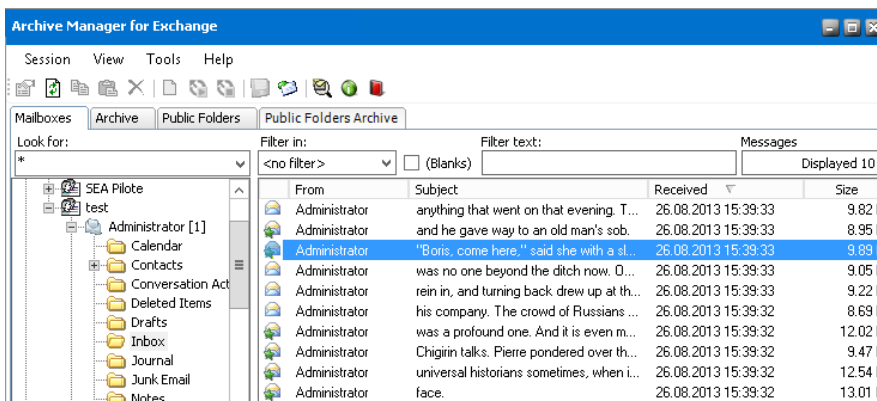 Archive Manager for Exchange
Session View Tools Help
Mailboxes Archive Public Folders Public Folders Archive
Look for: Filter in: Filter text: Messages
* <no filter> (Blanks) Displayed 10
From Subject Received Size
SEA Pilote
test
Administrator [1]
Calendar
Contacts
Conversation Act
Deleted Items
Drafts
Inbox
Journal
Junk Email
Notes
Administrator anything that went on that evening. T... 26.08.2013 15:39:33 9.82
Administrator and he gave way to an old man's sob. 26.08.2013 15:39:33 8.95
Administrator "Boris, come here," said she with a sl... 26.08.2013 15:39:33 9.89
Administrator was no one beyond the ditch now. O... 26.08.2013 15:39:33 9.05
Administrator rein in, and turning back drew up at th... 26.08.2013 15:39:33 9.22
Administrator his company. The crowd of Russians ... 26.08.2013 15:39:32 8.69
Administrator was a profound one. And it is even m... 26.08.2013 15:39:32 12.02
Administrator Chigirin talks. Pierre pondered over th... 26.08.2013 15:39:32 9.47
Administrator universal historians sometimes, when i... 26.08.2013 15:39:32 12.54
Administrator face. 26.08.2013 15:39:32 13.01